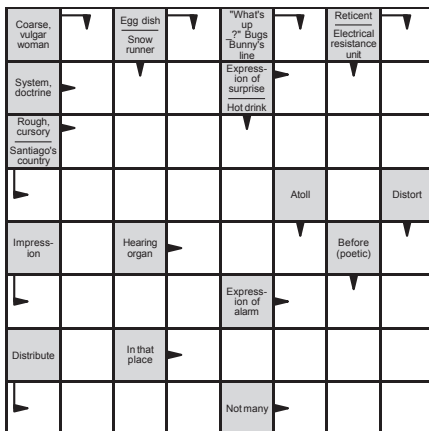 Coarse,
vulgar
woman
Egg dish
Snow
runner
"What's
up
_?" Bugs
Bunny's
line
Reticent
Electrical
resistance
unit
System,
doctrine
Express-
ion of
surprise
Hot drink
Rough,
cursory
Santiago's
country
Atoll
Distort
Impress-
ion
Hearing
organ
Before
(poetic)
Express-
ion of
alarm
Distribute
In that
place
Not many